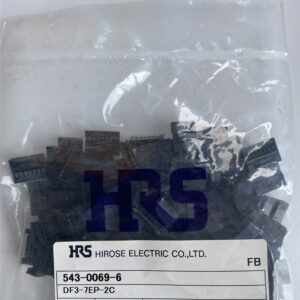 HRS
HRS HIROSE ELECTRIC CO.,LTD.
FB
543-0069-6
DF3-7EP-2C